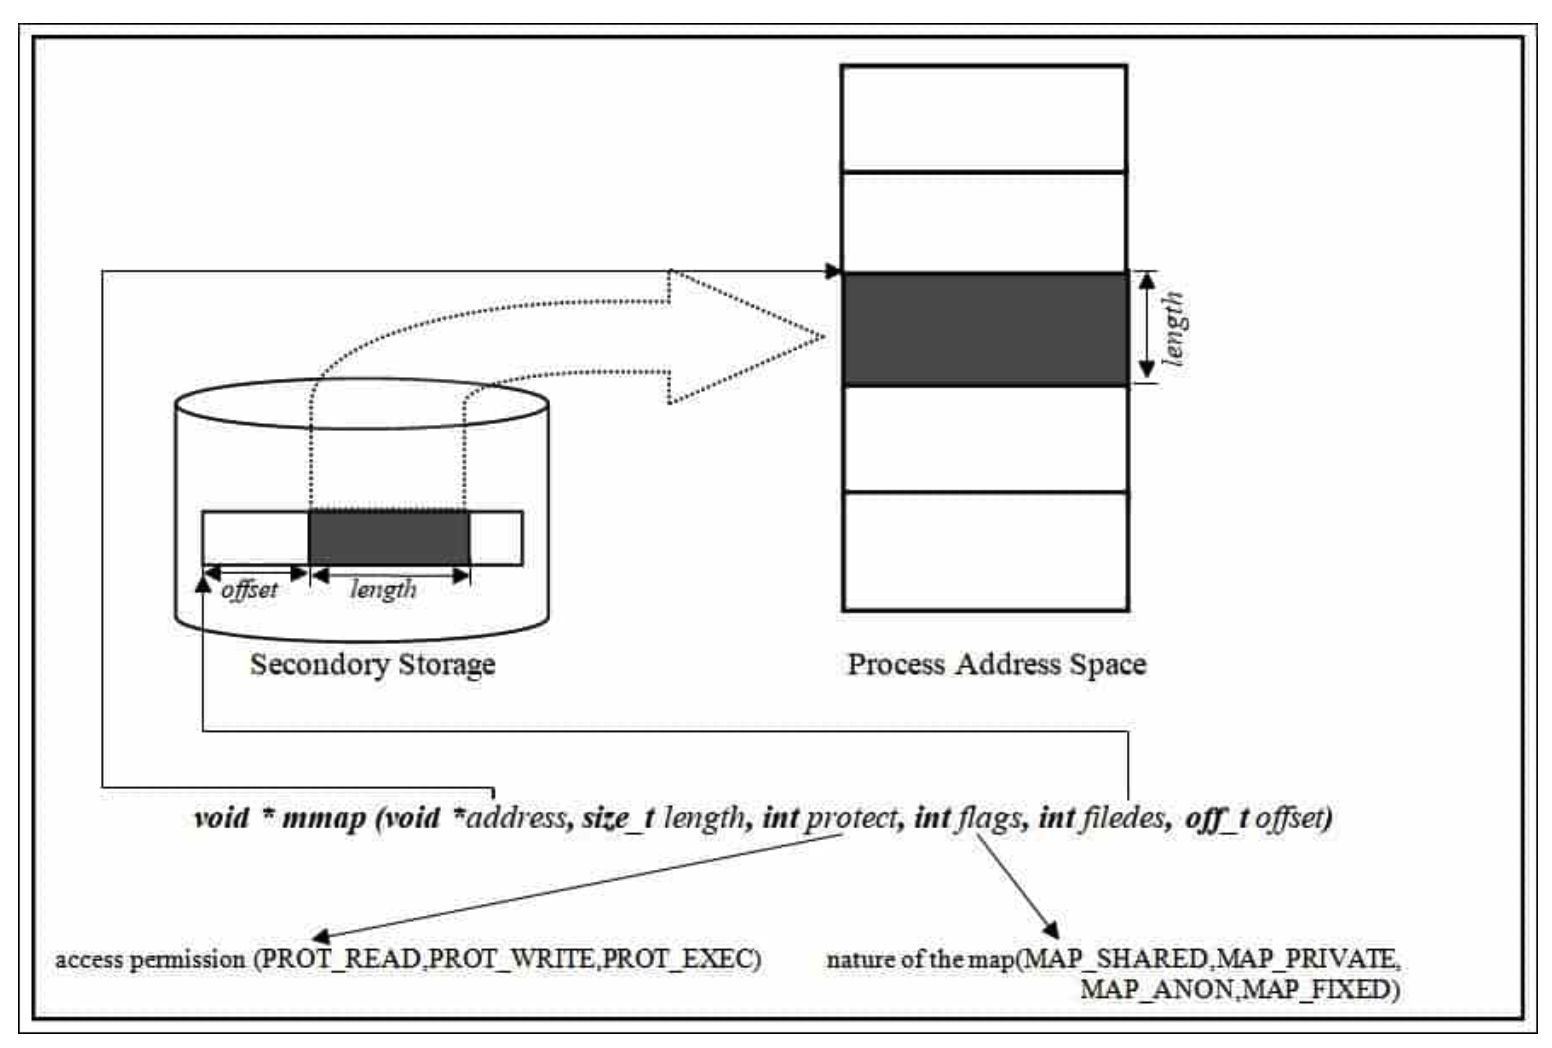 length
offset
length
Secondory Storage
Process Address Space
void * mmap (void *address, size_t length, int protect, int flags, int filedes, off_t offset)
access permission (PROT_READ,PROT_WRITE,PROT_EXEC)
nature of the map(MAP_SHARED,MAP_PRIVATE,
MAP_ANON,MAP_FIXED)